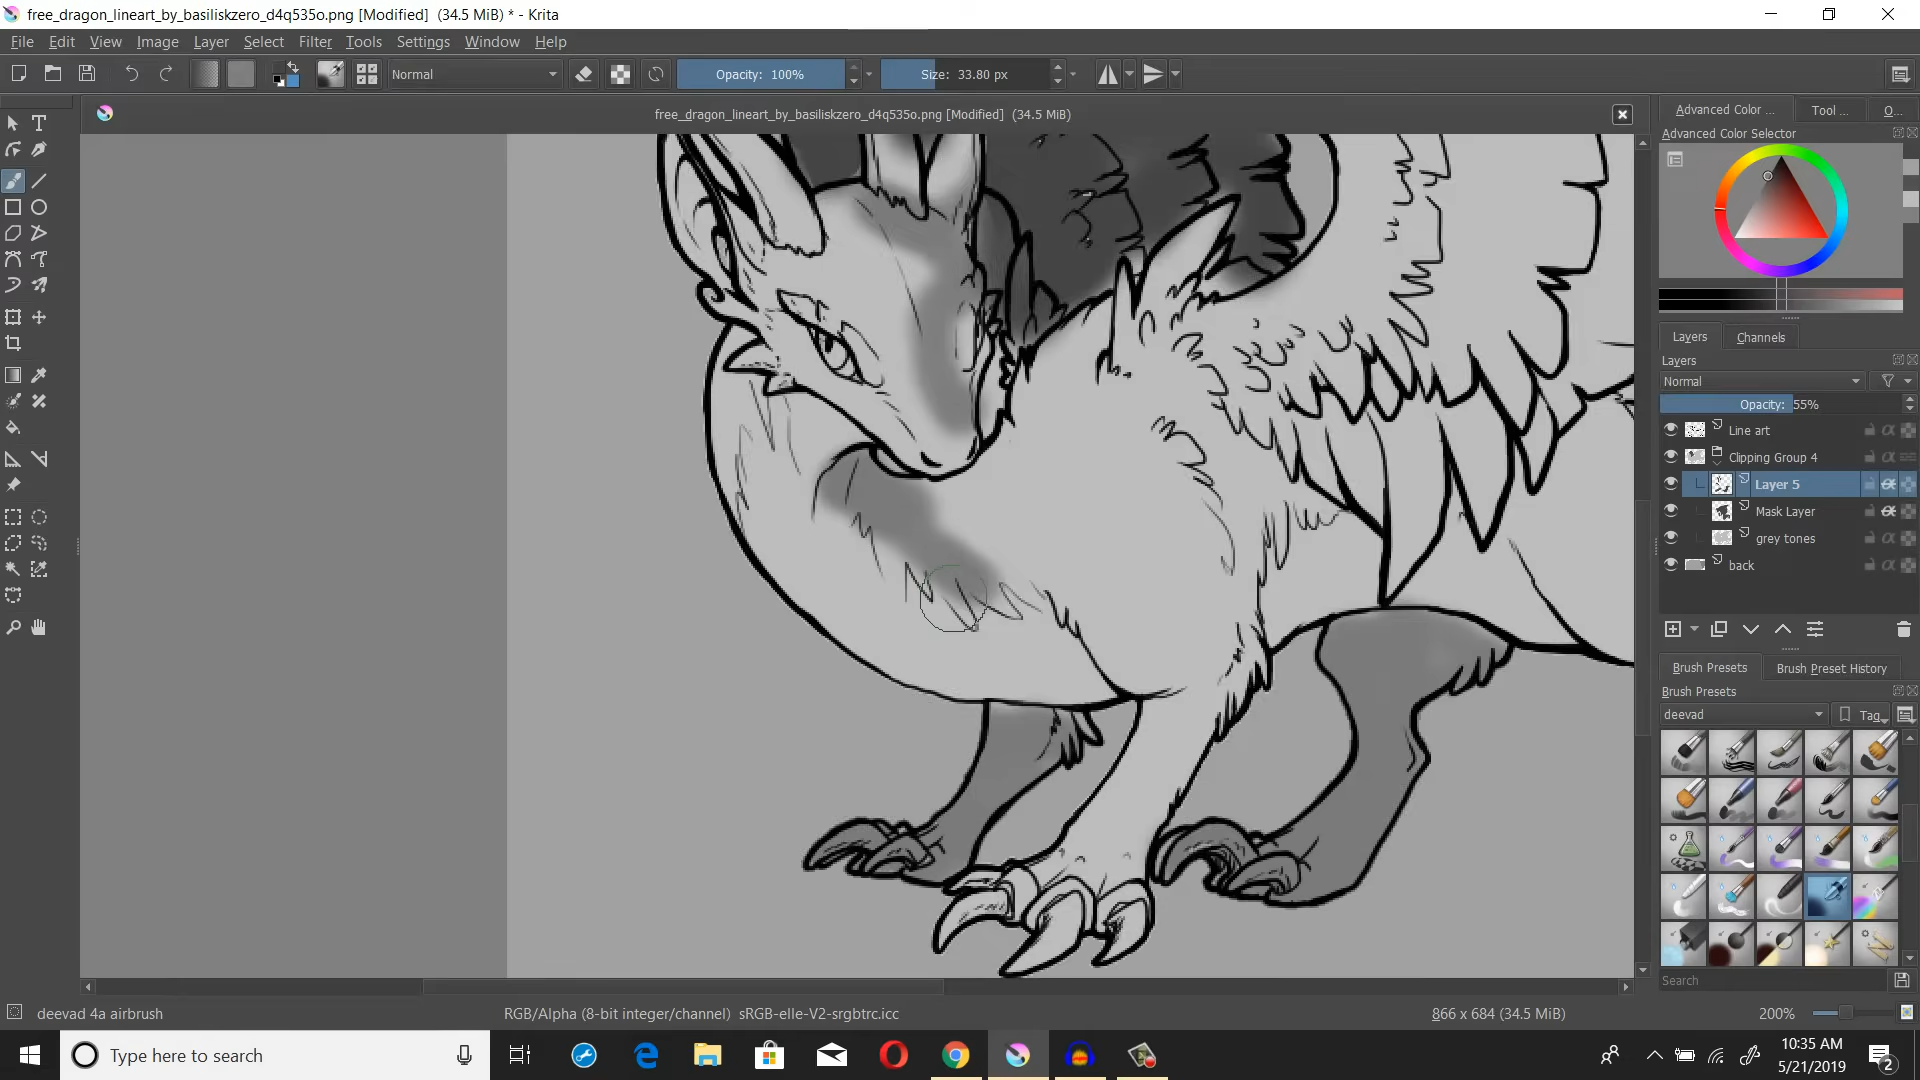 free_dragon_lineart_by_basiliskzero_d4q535o.png [Modified]  (34.5 MiB) * - Krita
File Edit View Image Layer Select Filter Tools Settings Window Help
Normal
Opacity: 100%
Size: 33.80 px
free_dragon_lineart_by_basiliskzero_d4q535o.png [Modified]  (34.5 MiB)
Advanced Color ... Tool ... O...
Advanced Color Selector
Layers Channels
Layers
Normal
Opacity: 55%
Line art
Clipping Group 4
Layer 5
Mask Layer
grey tones
back
Brush Presets Brush Preset History
Brush Presets
deevad
Tag
Search
deevad 4a airbrush
RGB/Alpha (8-bit integer/channel)  sRGB-elle-V2-srgbtrc.icc
866 x 684 (34.5 MiB)
200%
Type here to search
10:35 AM
5/21/2019
2